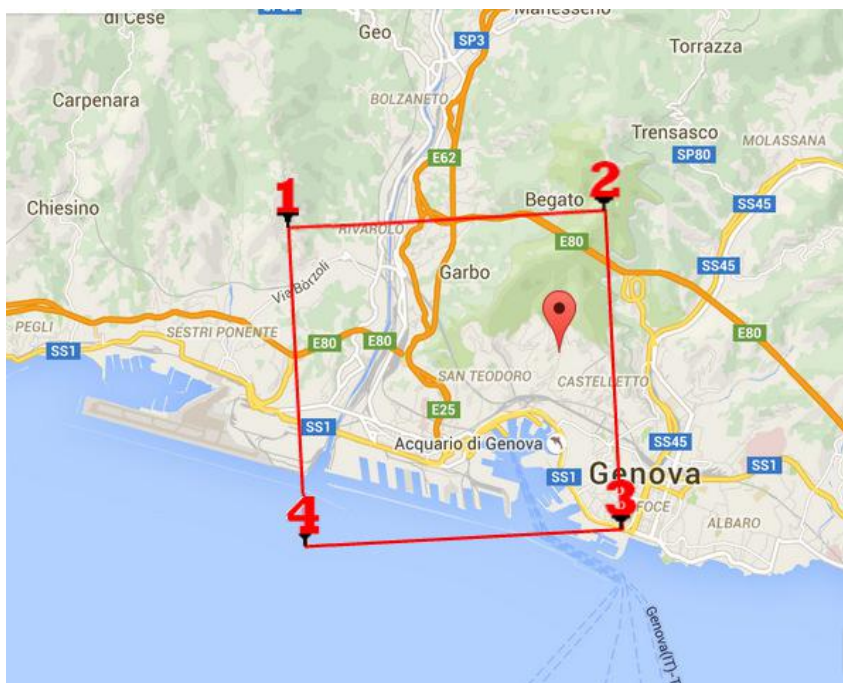 di Cese
Geo
SP3
Manesseno
Torrazza
Carpenara
BOLZANETO
Trensasco
MOLASSANA
E62
SP80
1
2
Begato
SS45
Chiesino
RIVAROLO
E80
SS45
Garbo
Via Borzoli
PEGLI
SESTRI PONENTE
E80
E80
E80
SS1
SAN TEODORO
CASTELLETTO
E25
SS1
Acquario di Genova
SS45
SS1
Genova
SS1
4
3
FOCE
ALBARO
Genova(IT)-T